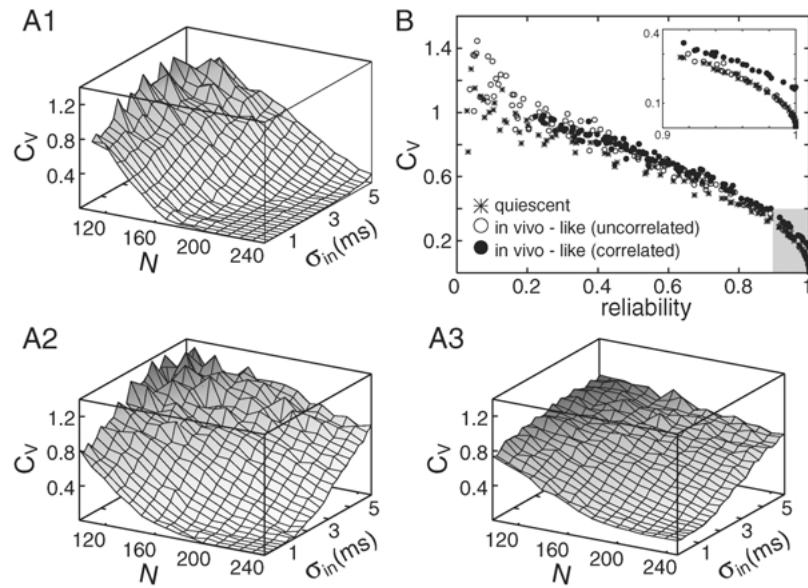 A1
1.2
0.8
0.4
C_V
120
160
200
240
N
1
3
5
σ_in(ms)
B
1.4
1
0.6
0.2
C_V
0
0.2
0.4
0.6
0.8
1
reliability
quiescent
in vivo - like (uncorrelated)
in vivo - like (correlated)
0.4
0.1
0.9
1
A2
1.2
0.8
0.4
C_V
120
160
200
240
N
1
3
5
σ_in(ms)
A3
1.2
0.8
0.4
C_V
120
160
200
240
N
1
3
5
σ_in(ms)